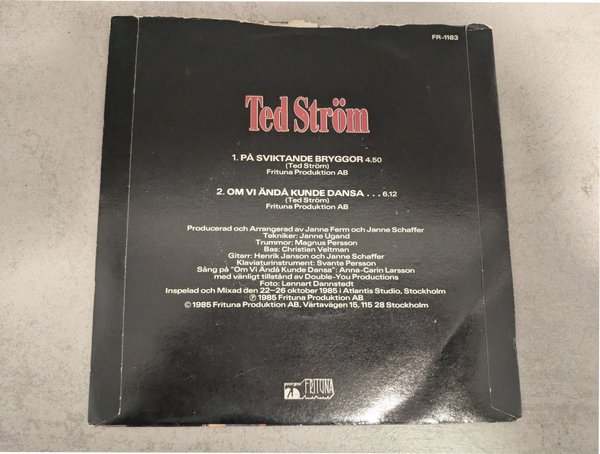 FR-1183
Ted Ström
1. PÅ SVIKTANDE BRYGGOR 4,50
(Ted Ström)
Frituna Produktion AB
2. OM VI ÄNDÅ KUNDE DANSA . . . 6,12
(Ted Ström)
Frituna Produktion AB
Producerad och Arrangerad av Janne Ferm och Janne Schaffer
Tekniker: Janne Ugand
Trummor: Magnus Persson
Bas: Christian Veltman
Gitarr: Henrik Janson och Janne Schaffer
Klaviaturinstrument: Svante Persson
Sång på "Om Vi Ändå Kunde Dansa": Anna-Carin Larsson
med vänligt tillstånd av Double-You Productions
Foto: Lennart Dannstedt
Inspelad och Mixad den 22–26 oktober 1985 i Atlantis Studio, Stockholm
Ⓟ 1985 Frituna Produktion AB
© 1985 Frituna Produktion AB, Värtavägen 15, 115 28 Stockholm
FRITUNA